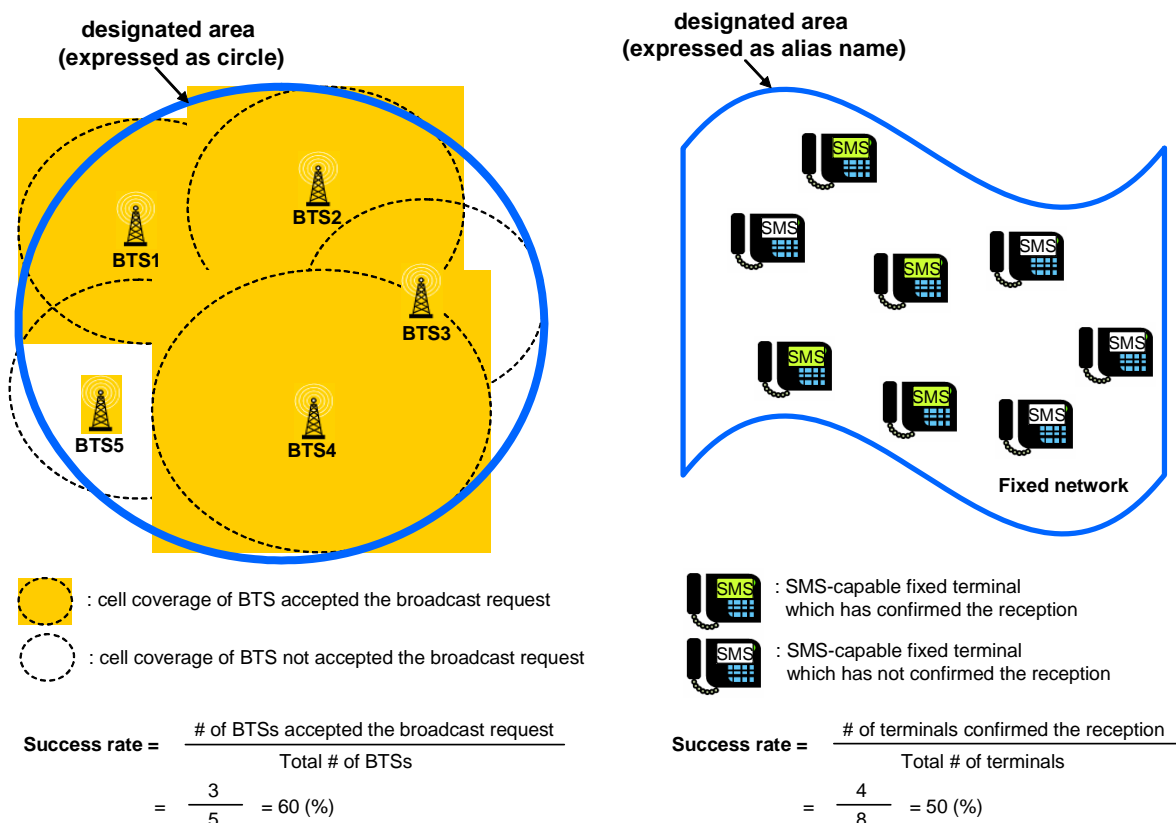 designated area
(expressed as circle)
BTS1
BTS2
BTS3
BTS4
BTS5
: cell coverage of BTS accepted the broadcast request
: cell coverage of BTS not accepted the broadcast request
Success rate =
# of BTSs accepted the broadcast request
Total # of BTSs
=
3
5
= 60 (%)
designated area
(expressed as alias name)
SMS
SMS
SMS
SMS
SMS
SMS
SMS
SMS
Fixed network
SMS
: SMS-capable fixed terminal
which has confirmed the reception
SMS
: SMS-capable fixed terminal
which has not confirmed the reception
Success rate =
# of terminals confirmed the reception
Total # of terminals
=
4
8
= 50 (%)